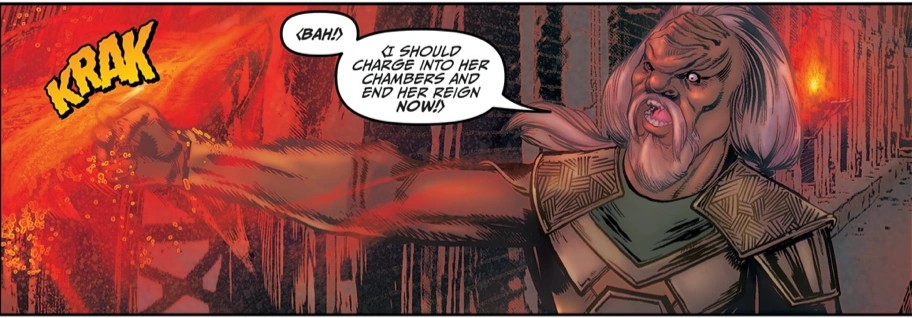 KRAK
<BAH!>
<I SHOULD
CHARGE INTO HER
CHAMBERS AND
END HER REIGN
NOW!>